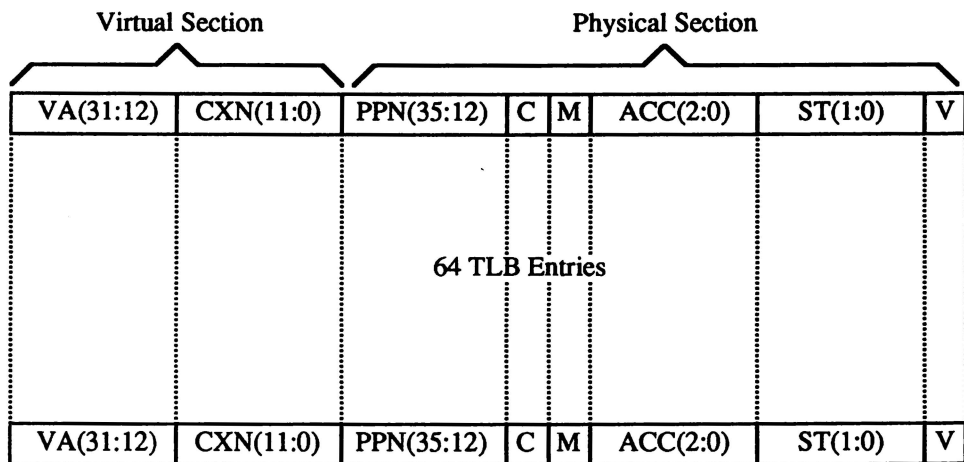 Virtual Section Physical Section
VA(31:12) CXN(11:0) PPN(35:12) C M ACC(2:0) ST(1:0) V
64 TLB Entries
VA(31:12) CXN(11:0) PPN(35:12) C M ACC(2:0) ST(1:0) V